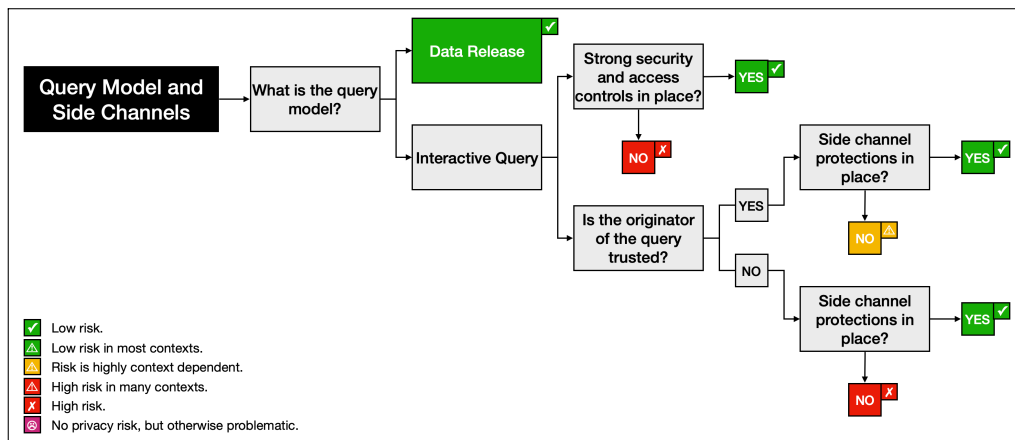 Query Model and
Side Channels
What is the query
model?
Data Release
Interactive Query
Strong security
and access
controls in place?
YES
NO
Is the originator
of the query
trusted?
YES
NO
Side channel
protections in
place?
YES
NO
Side channel
protections in
place?
YES
NO
Low risk.
Low risk in most contexts.
Risk is highly context dependent.
High risk in many contexts.
High risk.
No privacy risk, but otherwise problematic.